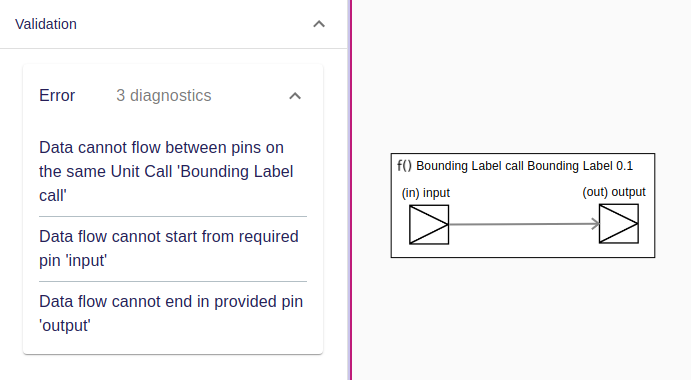 Validation
Error 3 diagnostics
Data cannot flow between pins on
the same Unit Call 'Bounding Label
call'
Data flow cannot start from required
pin 'input'
Data flow cannot end in provided pin
'output'
f() Bounding Label call Bounding Label 0.1
(in) input (out) output